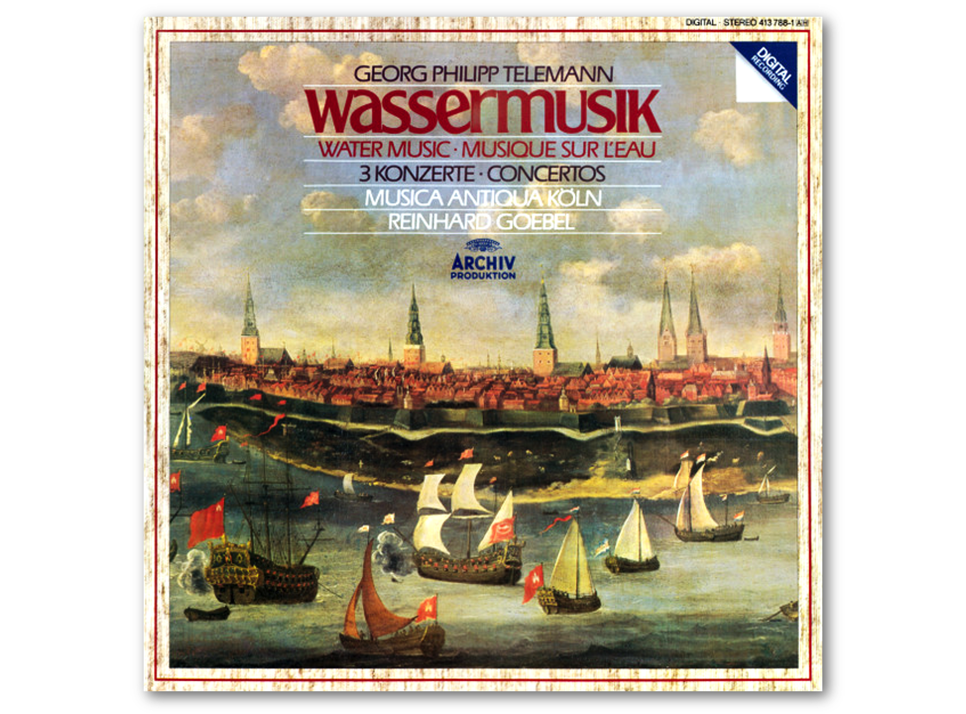 DIGITAL · STEREO 413 788-1 AH
DIGITAL
RECORDING
GEORG PHILIPP TELEMANN
wassermusik
WATER MUSIC · MUSIQUE SUR L'EAU
3 KONZERTE · CONCERTOS
MUSICA ANTIQUA KÖLN
REINHARD GOEBEL
ARCHIV
PRODUKTION